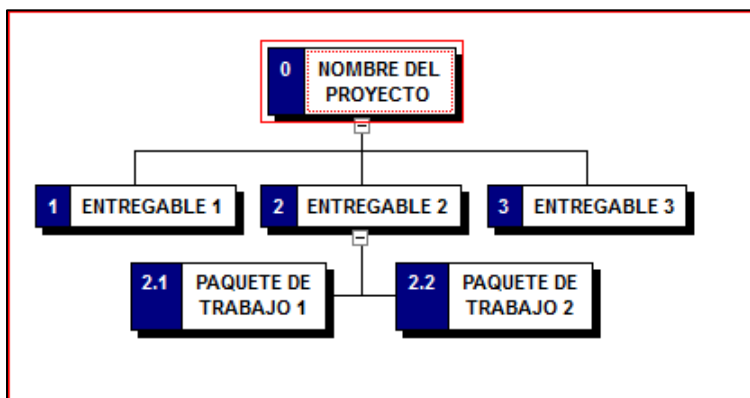 0 NOMBRE DEL
PROYECTO
1 ENTREGABLE 1
2 ENTREGABLE 2
3 ENTREGABLE 3
2.1 PAQUETE DE
TRABAJO 1
2.2 PAQUETE DE
TRABAJO 2